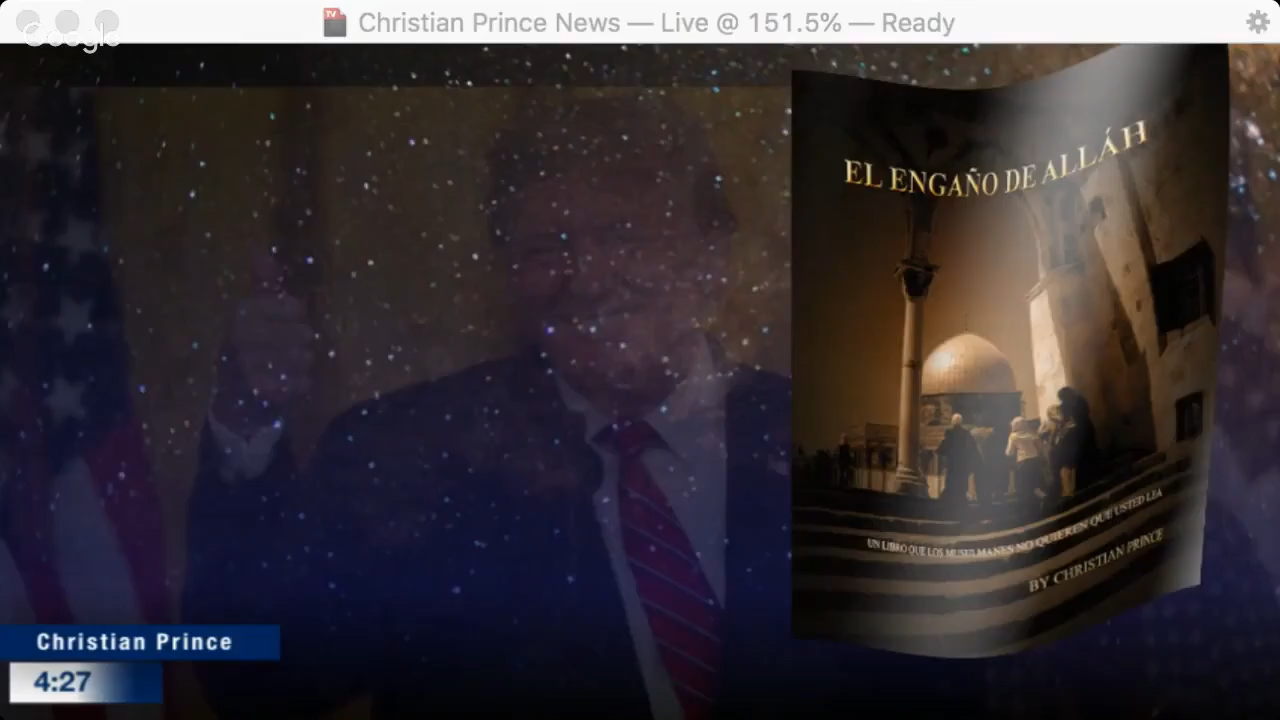 Christian Prince News — Live @ 151.5% — Ready
Google
EL ENGAÑO DE ALLÁH
UN LIBRO QUE LOS MUSULMANES NO QUIEREN QUE USTED LEA
BY CHRISTIAN PRINCE
Christian Prince
4:27